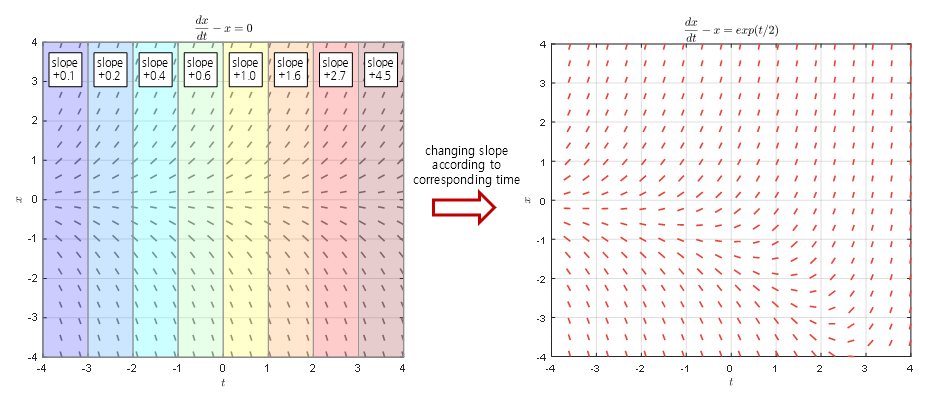 dx/dt − x = 0
slope +0.1
slope +0.2
slope +0.4
slope +0.6
slope +1.0
slope +1.6
slope +2.7
slope +4.5
4
3
2
1
0
-1
-2
-3
-4
x
-4 -3 -2 -1 0 1 2 3 4
t
changing slope
according to
corresponding time
dx/dt − x = exp(t/2)
4
3
2
1
0
-1
-2
-3
-4
x
-4 -3 -2 -1 0 1 2 3 4
t